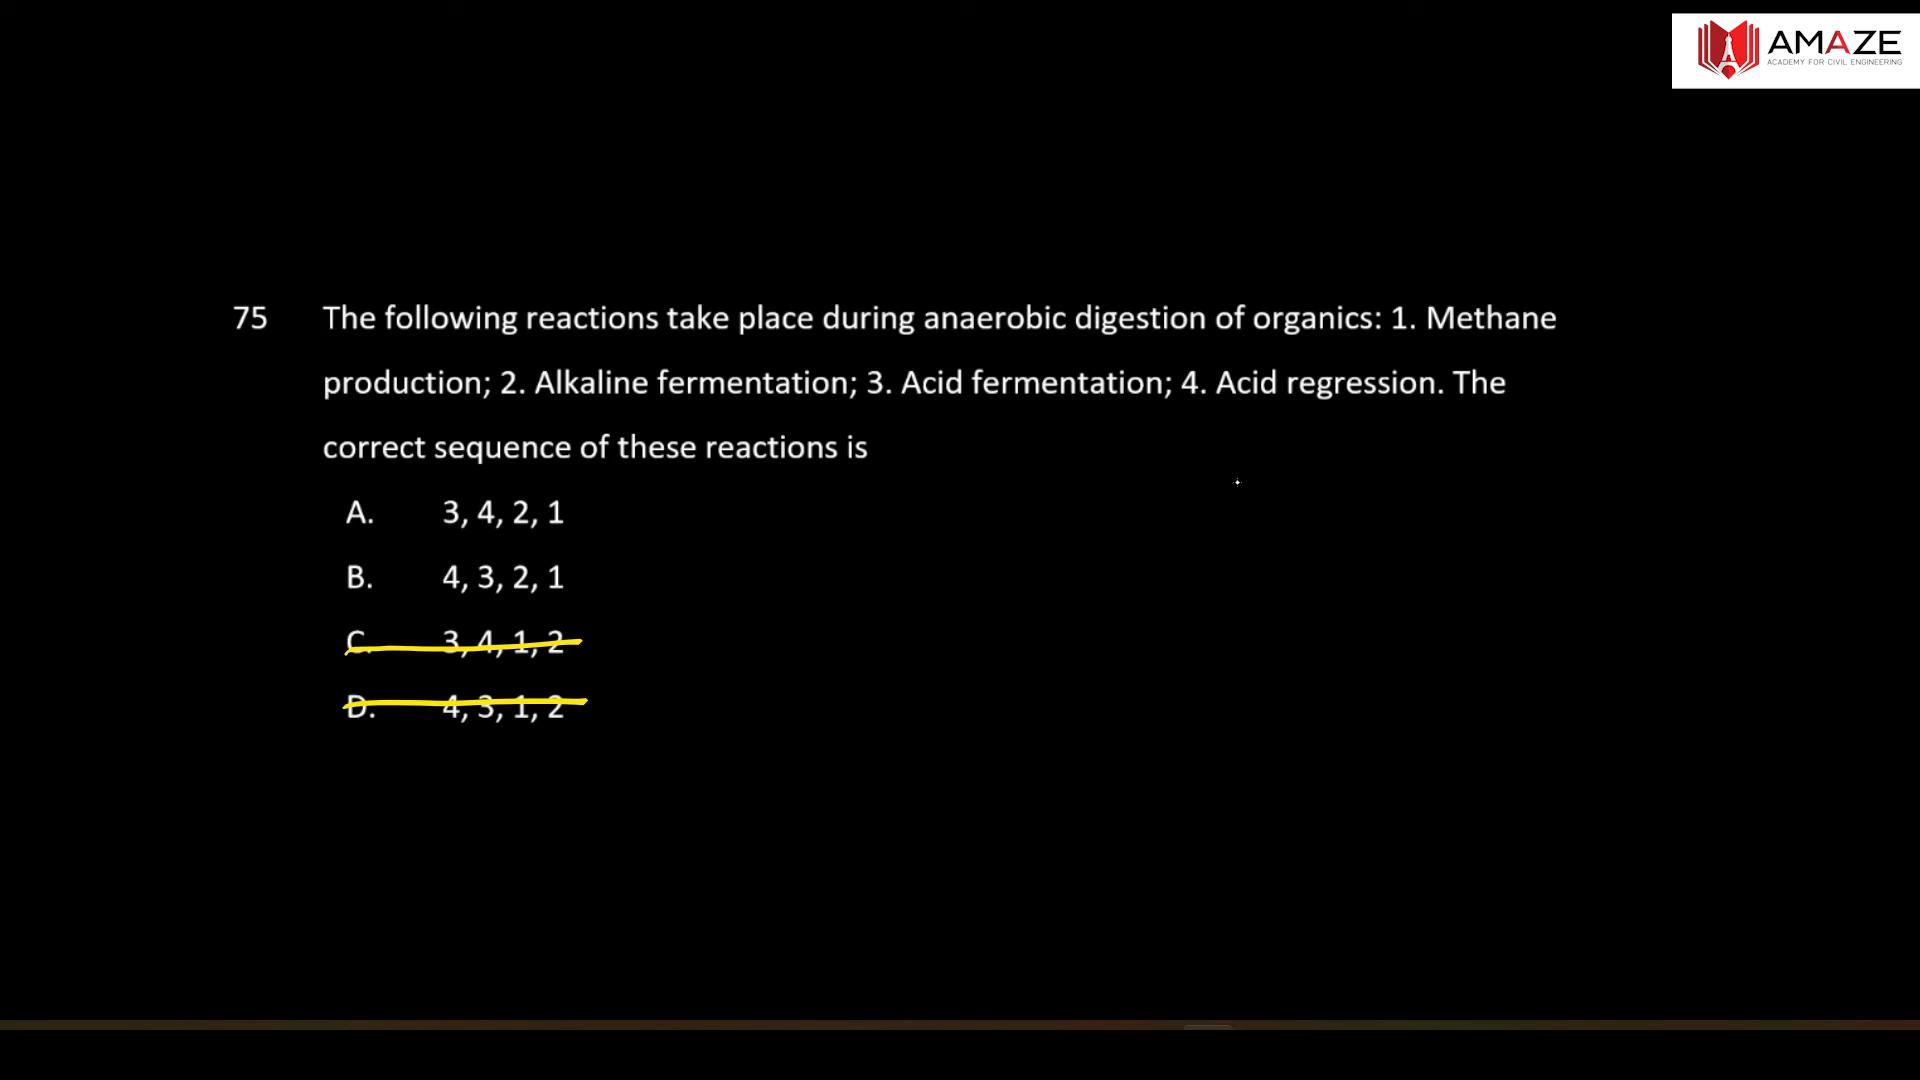 AMAZE
ACADEMY FOR CIVIL ENGINEERING
75 The following reactions take place during anaerobic digestion of organics: 1. Methane
production; 2. Alkaline fermentation; 3. Acid fermentation; 4. Acid regression. The
correct sequence of these reactions is
A. 3, 4, 2, 1
B. 4, 3, 2, 1
C. 3, 4, 1, 2
D. 4, 3, 1, 2